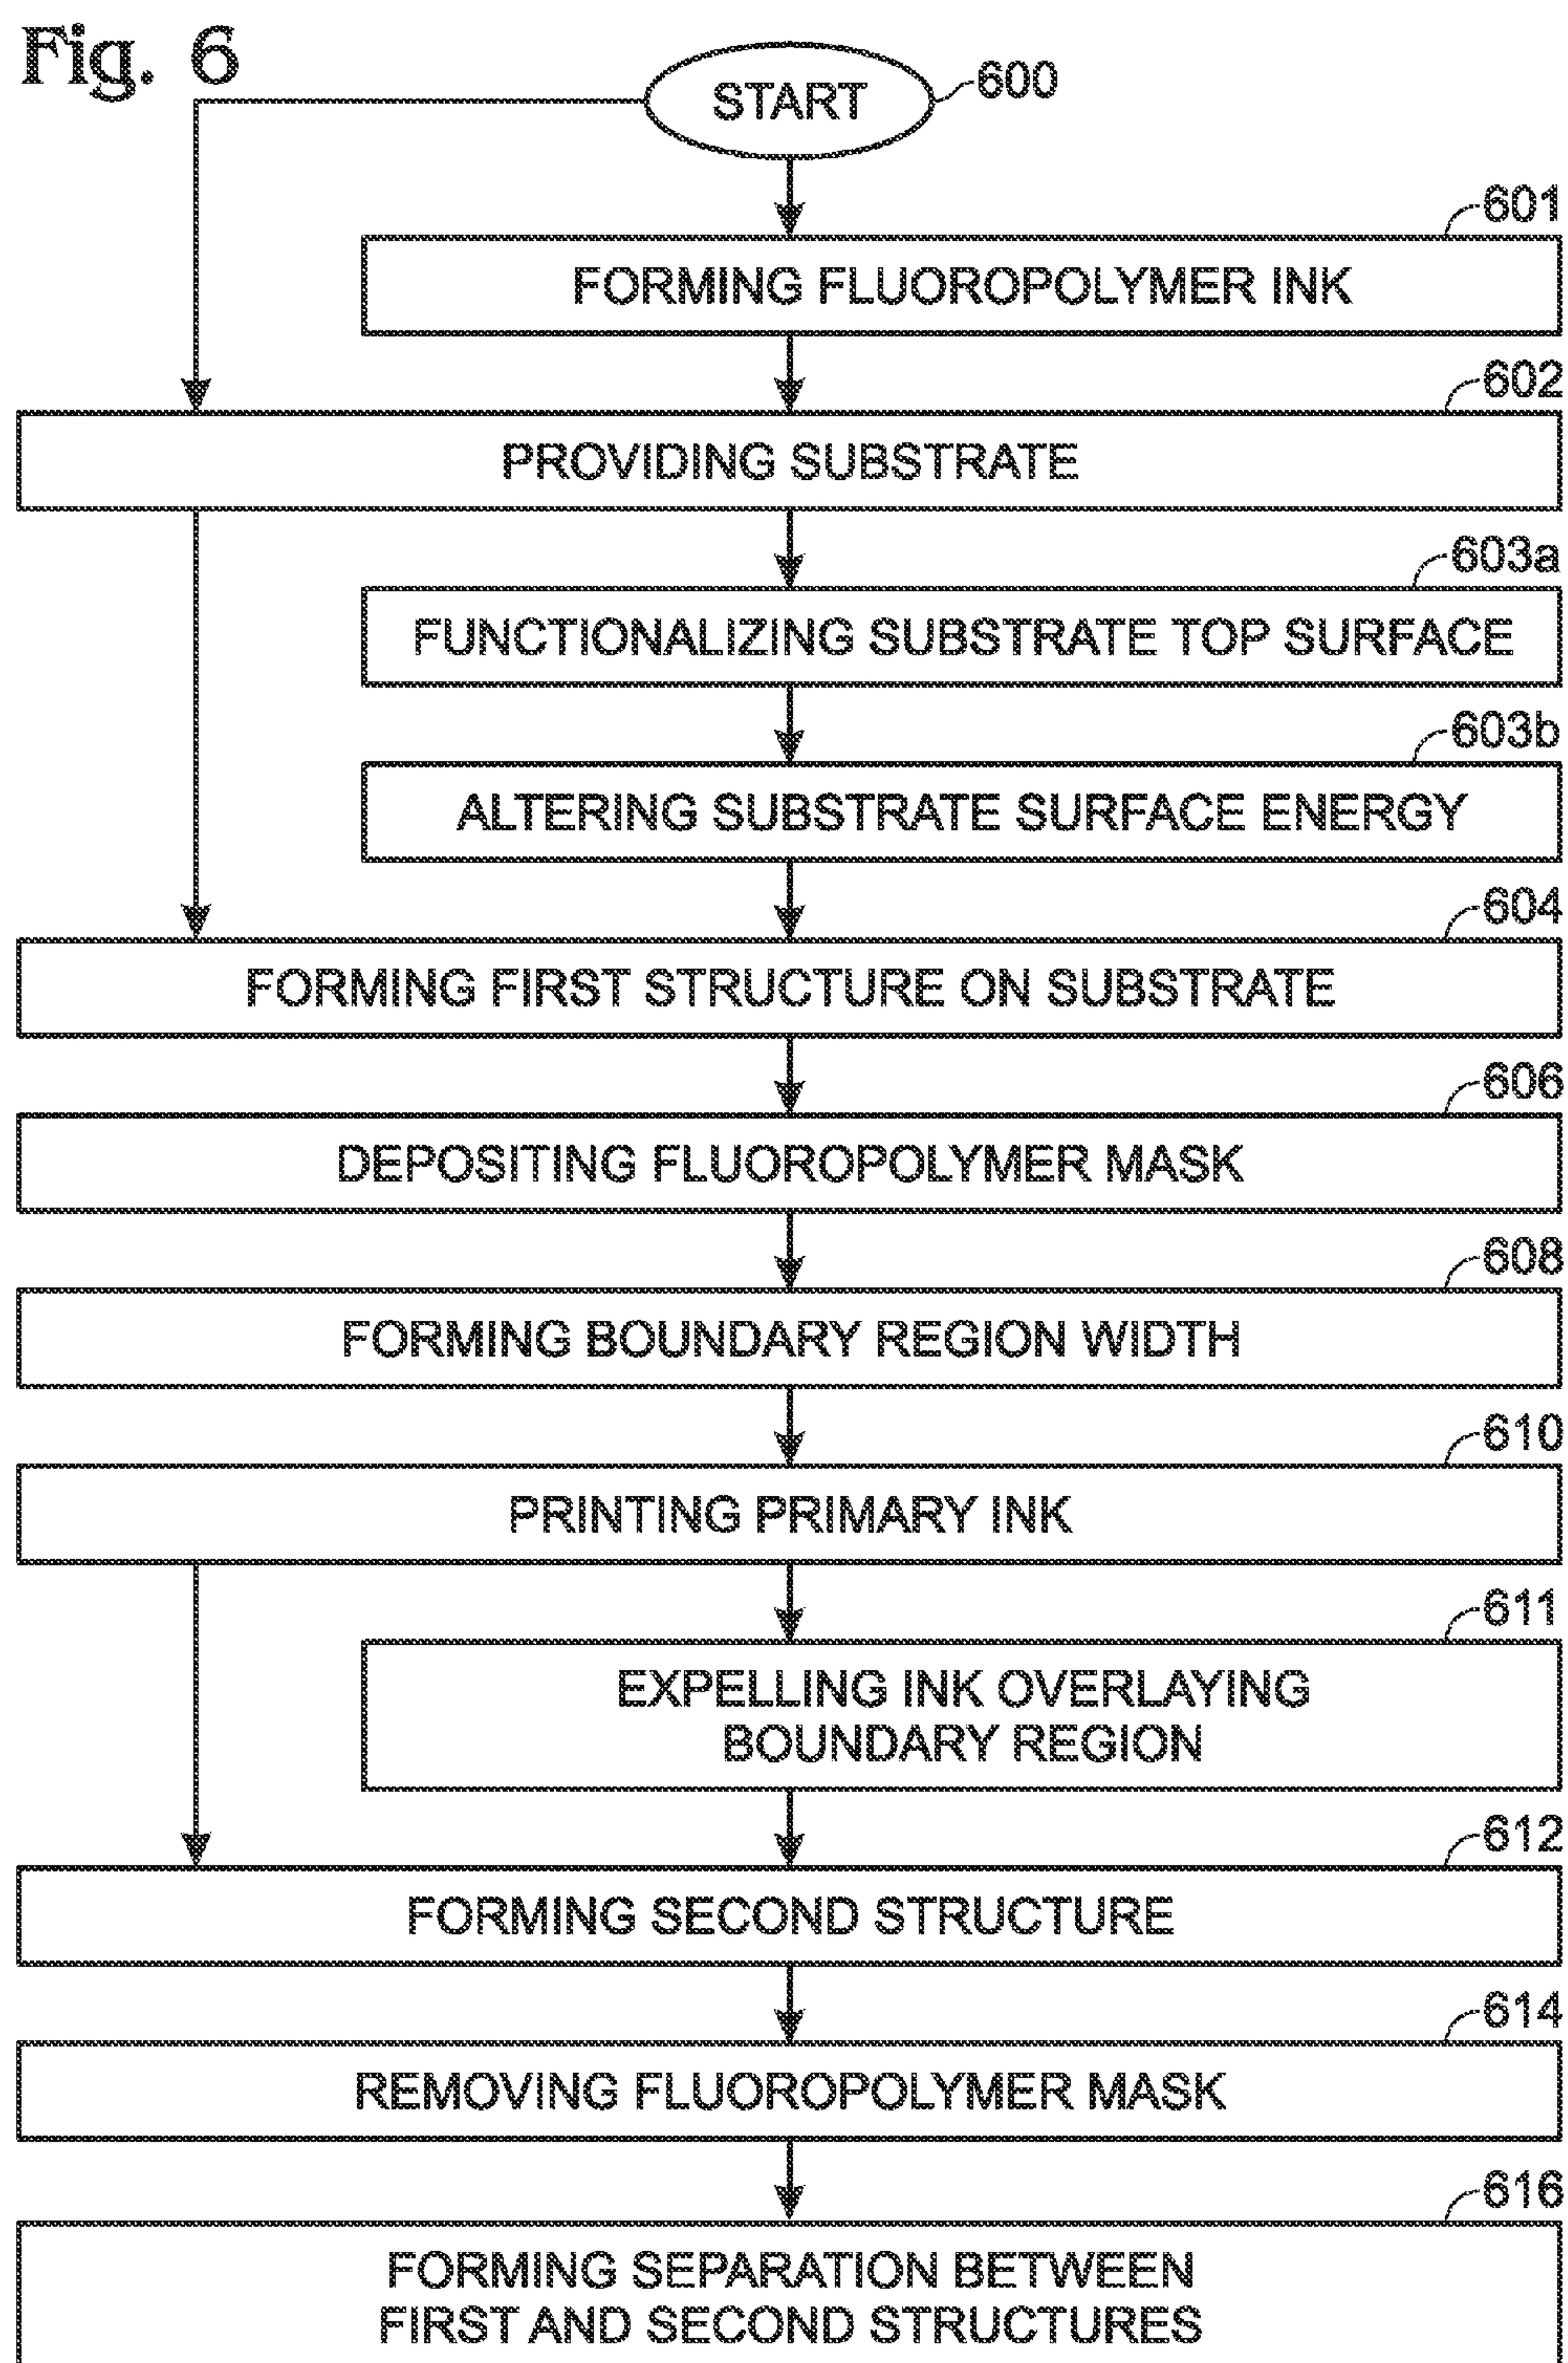 Fig. 6
START
600
601
FORMING FLUOROPOLYMER INK
602
PROVIDING SUBSTRATE
603a
FUNCTIONALIZING SUBSTRATE TOP SURFACE
603b
ALTERING SUBSTRATE SURFACE ENERGY
604
FORMING FIRST STRUCTURE ON SUBSTRATE
606
DEPOSITING FLUOROPOLYMER MASK
608
FORMING BOUNDARY REGION WIDTH
610
PRINTING PRIMARY INK
611
EXPELLING INK OVERLAYING
BOUNDARY REGION
612
FORMING SECOND STRUCTURE
614
REMOVING FLUOROPOLYMER MASK
616
FORMING SEPARATION BETWEEN
FIRST AND SECOND STRUCTURES